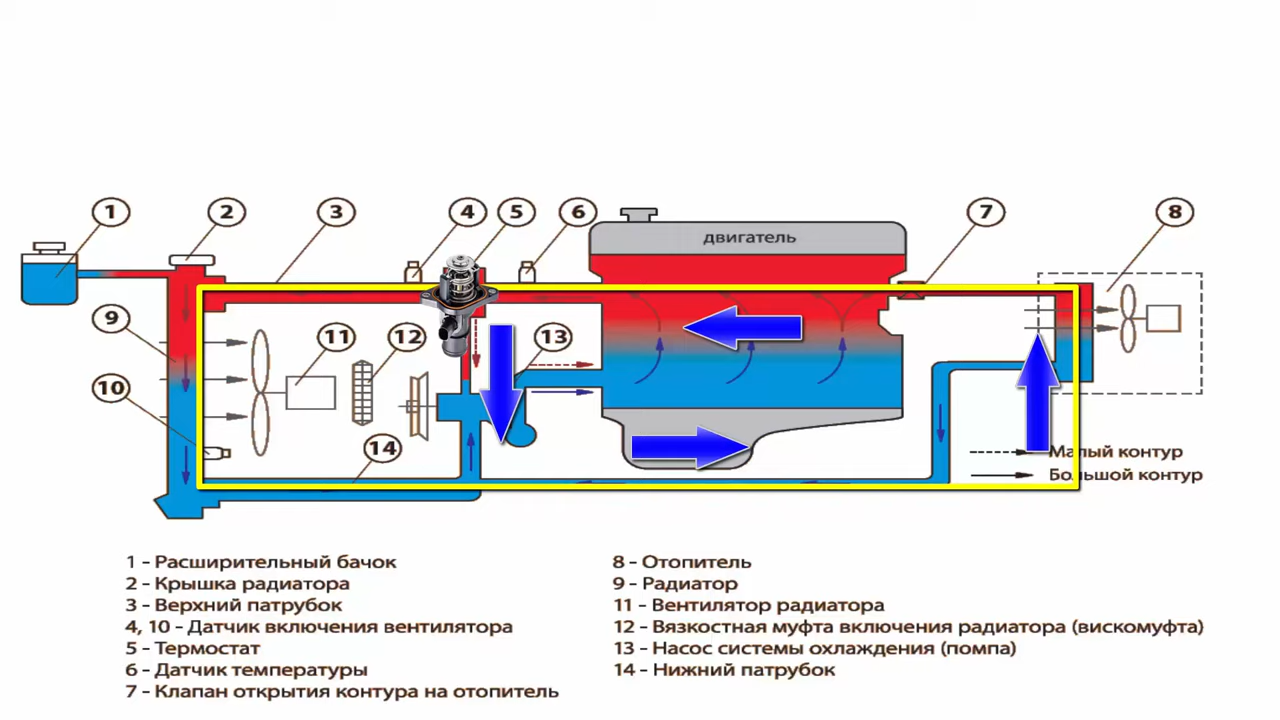 1 2 3 4 5 6 7 8
двигатель
9 11 12 13
10
14
Малый контур
Большой контур
1 - Расширительный бачок
2 - Крышка радиатора
3 - Верхний патрубок
4, 10 - Датчик включения вентилятора
5 - Термостат
6 - Датчик температуры
7 - Клапан открытия контура на отопитель
8 - Отопитель
9 - Радиатор
11 - Вентилятор радиатора
12 - Вязкостная муфта включения радиатора (вискомуфта)
13 - Насос системы охлаждения (помпа)
14 - Нижний патрубок